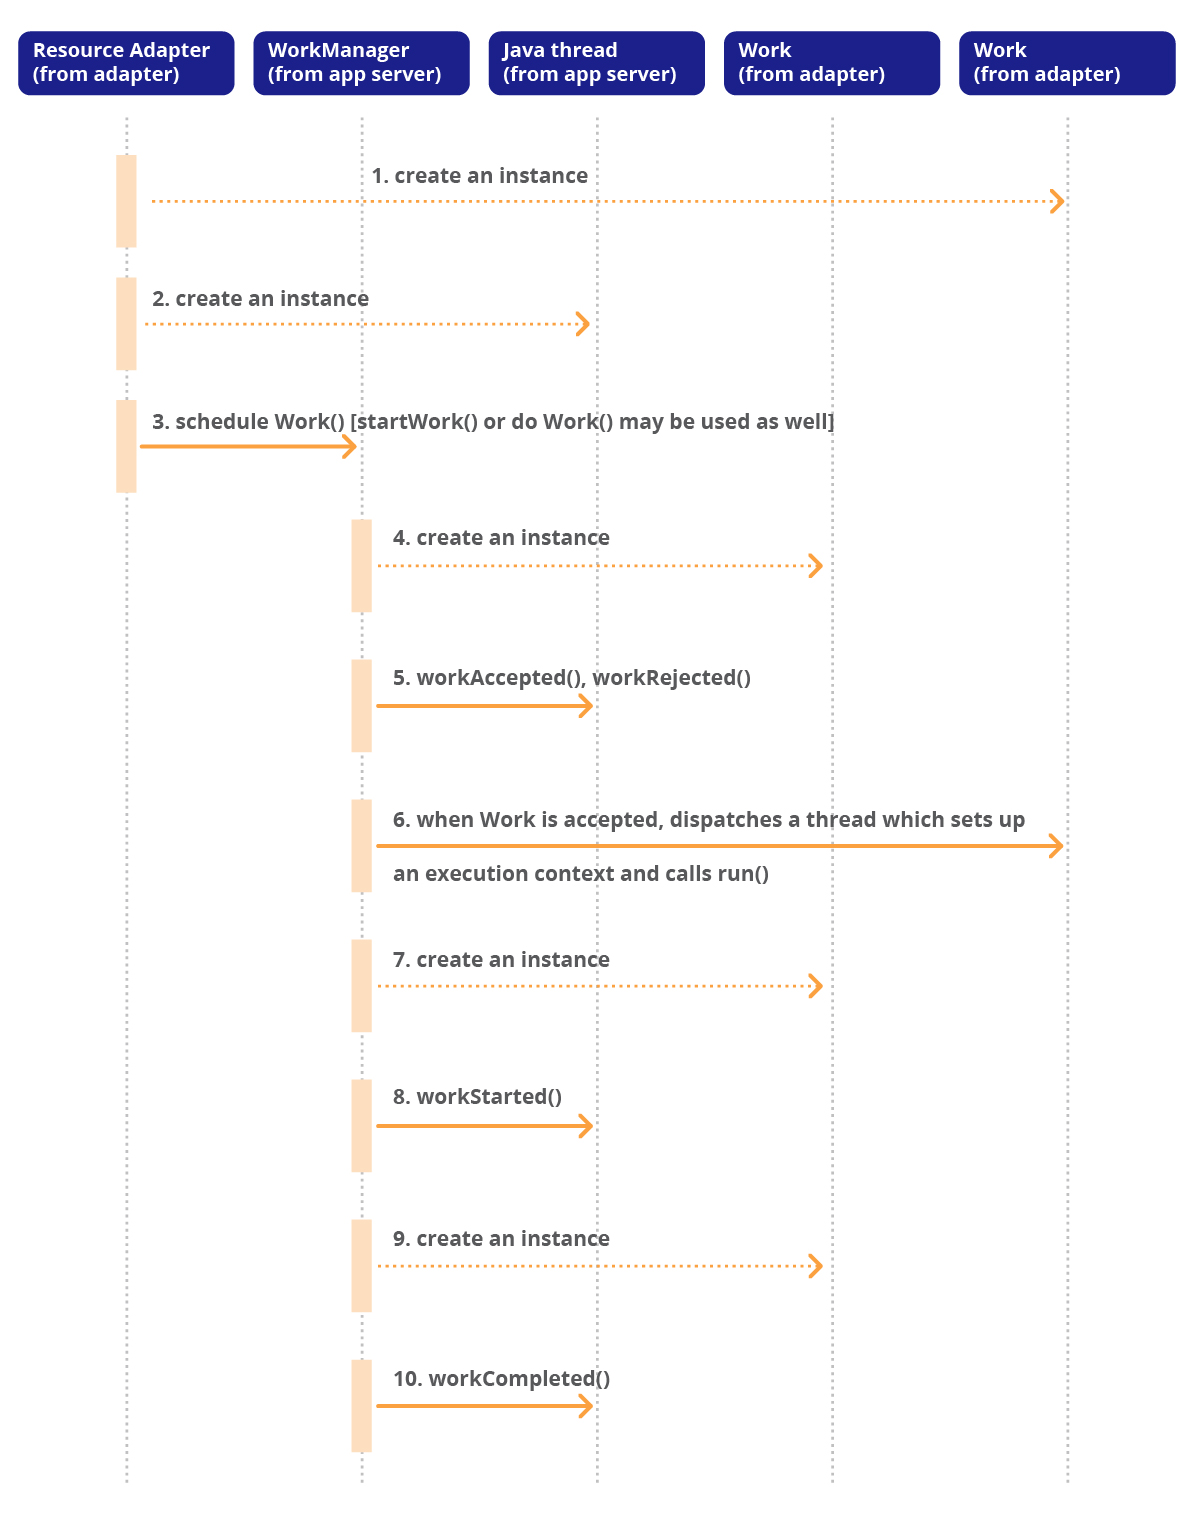 Resource Adapter
(from adapter)
WorkManager
(from app server)
Java thread
(from app server)
Work
(from adapter)
Work
(from adapter)
1. create an instance
2. create an instance
3. schedule Work() [startWork() or do Work() may be used as well]
4. create an instance
5. workAccepted(), workRejected()
6. when Work is accepted, dispatches a thread which sets up
an execution context and calls run()
7. create an instance
8. workStarted()
9. create an instance
10. workCompleted()